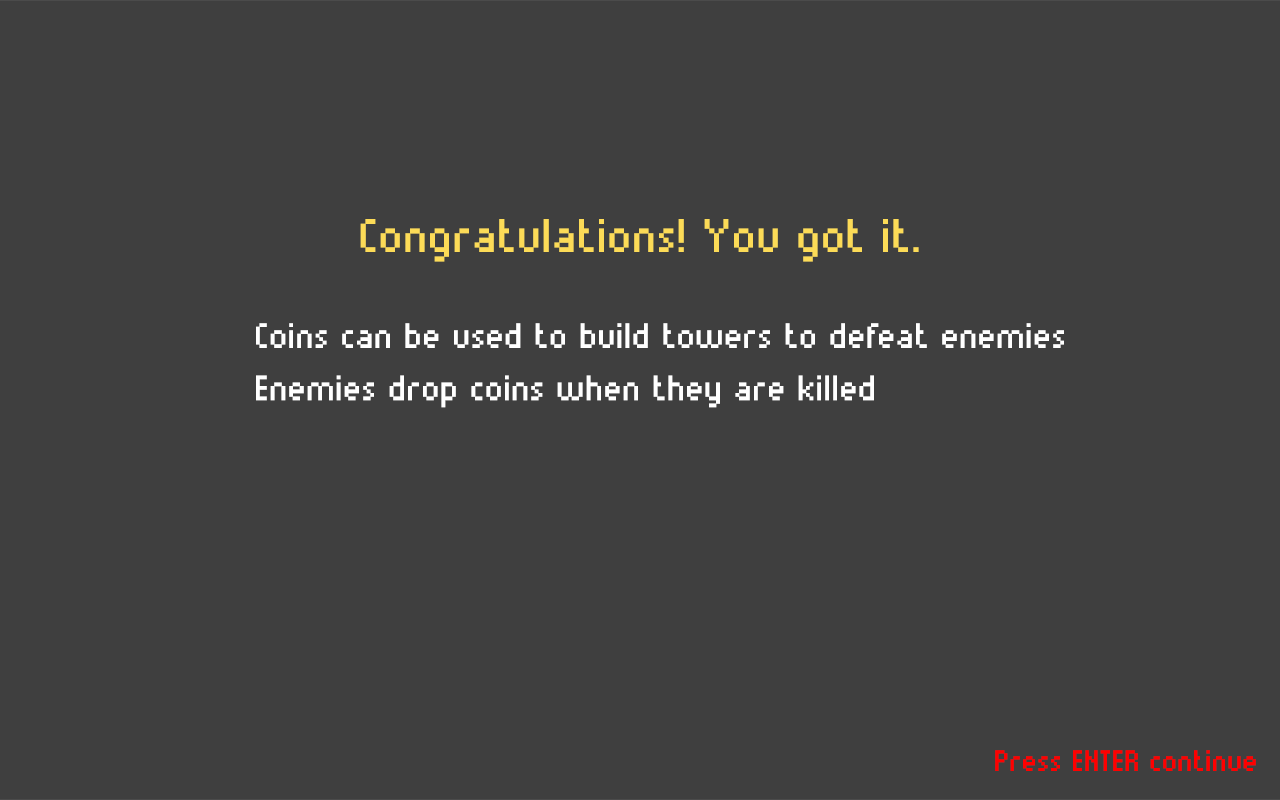 Congratulations! You got it.
Coins can be used to build towers to defeat enemies
Enemies drop coins when they are killed
Press ENTER continue